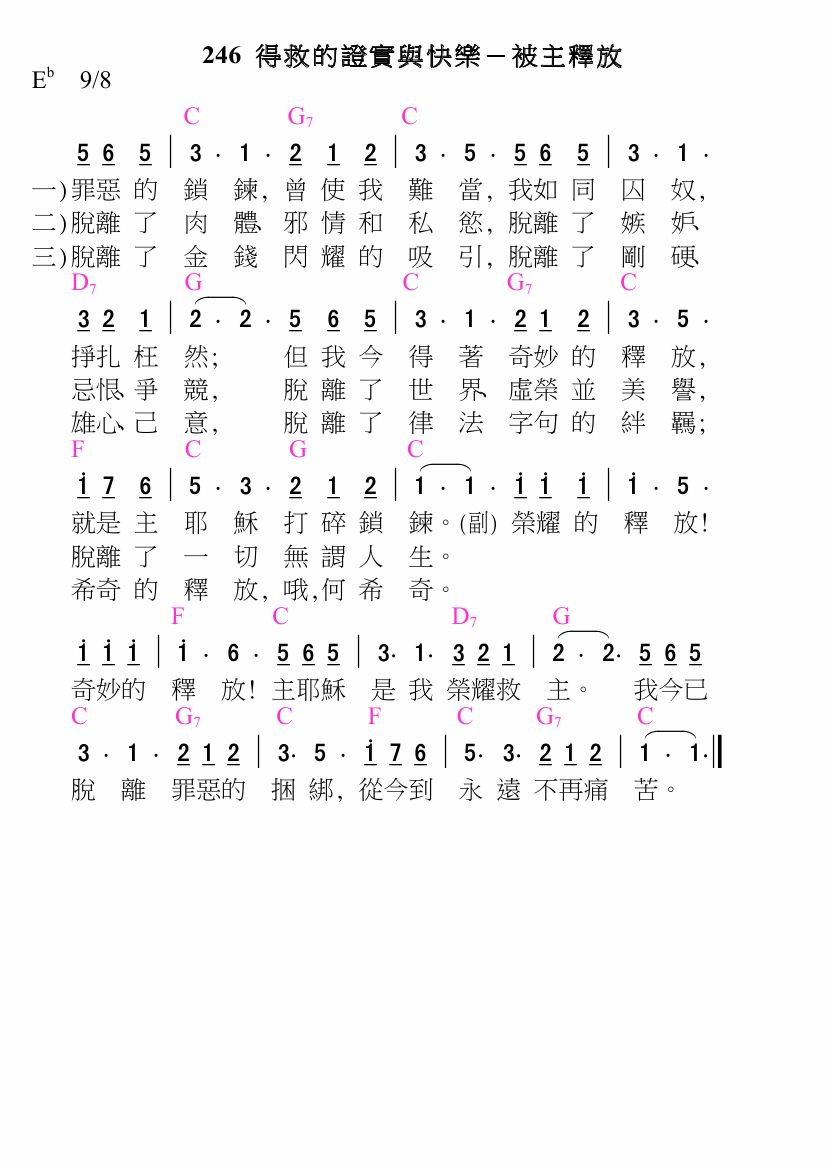 246 得救的證實與快樂－被主釋放
E♭ 9/8
C G7 C
5 6 5 | 3 · 1 · 2 1 2 | 3 · 5 · 5 6 5 | 3 · 1 ·
一)罪惡 的 鎖 鍊, 曾 使 我 難 當, 我如 同 囚 奴,
二)脫離 了 肉 體、 邪 情 和 私 慾, 脫離 了 嫉 妒、
三)脫離 了 金 錢 閃 耀 的 吸 引, 脫離 了 剛 硬、
D7 G C G7 C
3 2 1 | 2 · 2 · 5 6 5 | 3 · 1 · 2 1 2 | 3 · 5 ·
掙扎 枉 然; 但 我 今 得 著 奇妙 的 釋 放,
忌恨、爭 競, 脫 離 了 世 界、 虛榮 並 美 譽,
雄心、己 意, 脫 離 了 律 法 字句 的 絆 羈;
F C G C
i 7 6 | 5 · 3 · 2 1 2 | 1 · 1 · i i i | i · 5 ·
就是 主 耶 穌 打 碎 鎖 鍊。(副) 榮耀 的 釋 放!
脫離 了 一 切 無 謂 人 生。
希奇 的 釋 放, 哦,何 希 奇。
F C D7 G
i i i | i · 6 · 5 6 5 | 3· 1· 3 2 1 | 2 · 2· 5 6 5
奇妙的 釋 放! 主耶穌 是 我 榮耀救 主。 我今已
C G7 C F C G7 C
3 · 1 · 2 1 2 | 3· 5 · i 7 6 | 5· 3· 2 1 2 | 1 · 1·‖
脫 離 罪惡的 捆 綁, 從今到 永 遠 不再痛 苦。